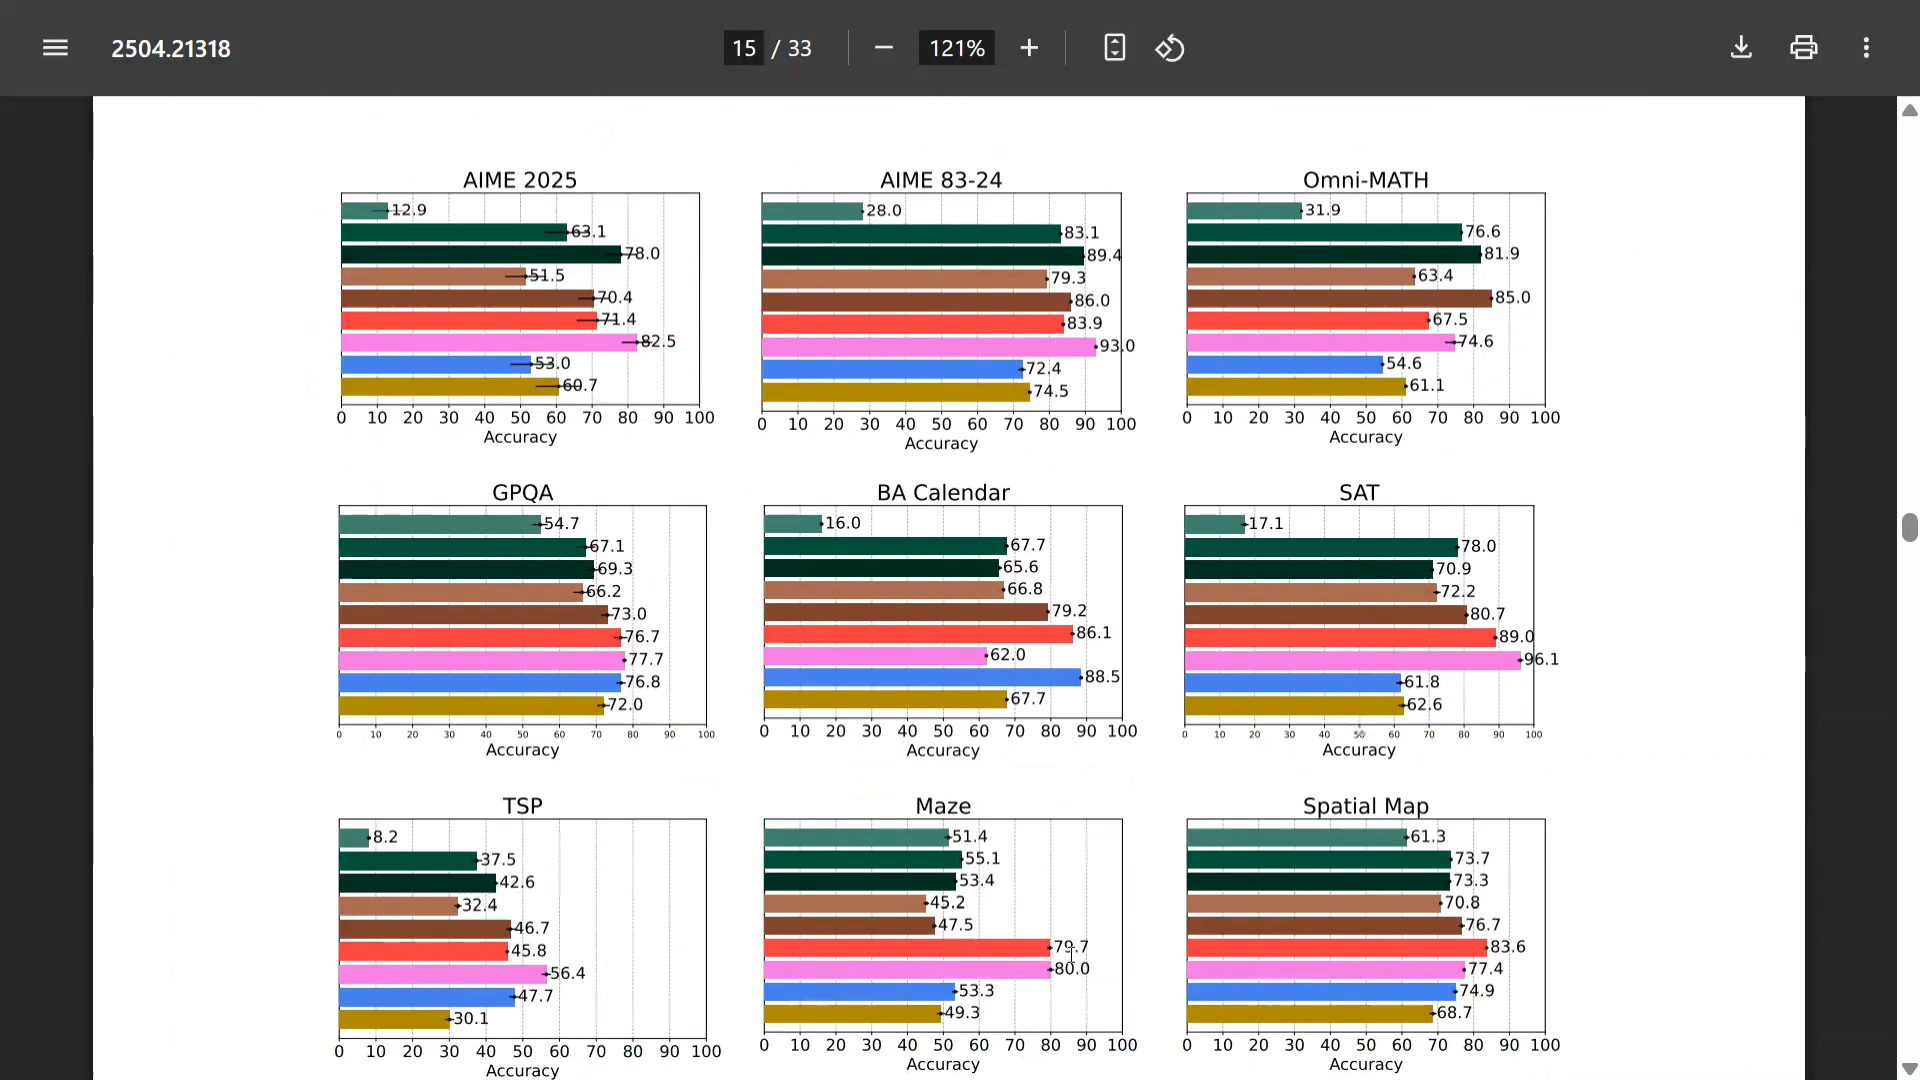 2504.21318
15 / 33
121%
AIME 2025
12.9
63.1
78.0
51.5
70.4
71.4
82.5
53.0
60.7
0 10 20 30 40 50 60 70 80 90 100
Accuracy
AIME 83-24
28.0
83.1
89.4
79.3
86.0
83.9
93.0
72.4
74.5
0 10 20 30 40 50 60 70 80 90 100
Accuracy
Omni-MATH
31.9
76.6
81.9
63.4
85.0
67.5
74.6
54.6
61.1
0 10 20 30 40 50 60 70 80 90 100
Accuracy
GPQA
54.7
67.1
69.3
66.2
73.0
76.7
77.7
76.8
72.0
0 10 20 30 40 50 60 70 80 90 100
Accuracy
BA Calendar
16.0
67.7
65.6
66.8
79.2
86.1
62.0
88.5
67.7
0 10 20 30 40 50 60 70 80 90 100
Accuracy
SAT
17.1
78.0
70.9
72.2
80.7
89.0
96.1
61.8
62.6
0 10 20 30 40 50 60 70 80 90 100
Accuracy
TSP
8.2
37.5
42.6
32.4
46.7
45.8
56.4
47.7
30.1
0 10 20 30 40 50 60 70 80 90 100
Accuracy
Maze
51.4
55.1
53.4
45.2
47.5
79.7
80.0
53.3
49.3
0 10 20 30 40 50 60 70 80 90 100
Accuracy
Spatial Map
61.3
73.7
73.3
70.8
76.7
83.6
77.4
74.9
68.7
0 10 20 30 40 50 60 70 80 90 100
Accuracy